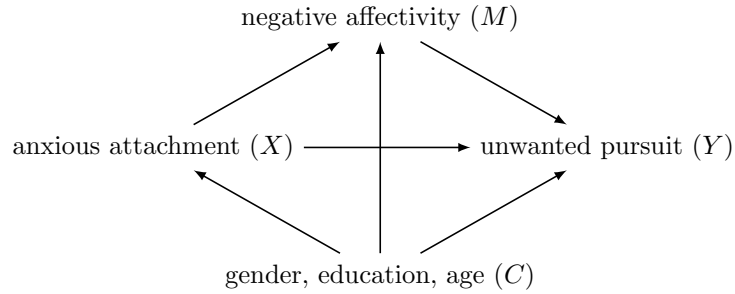 negative affectivity (M)
anxious attachment (X)
unwanted pursuit (Y)
gender, education, age (C)